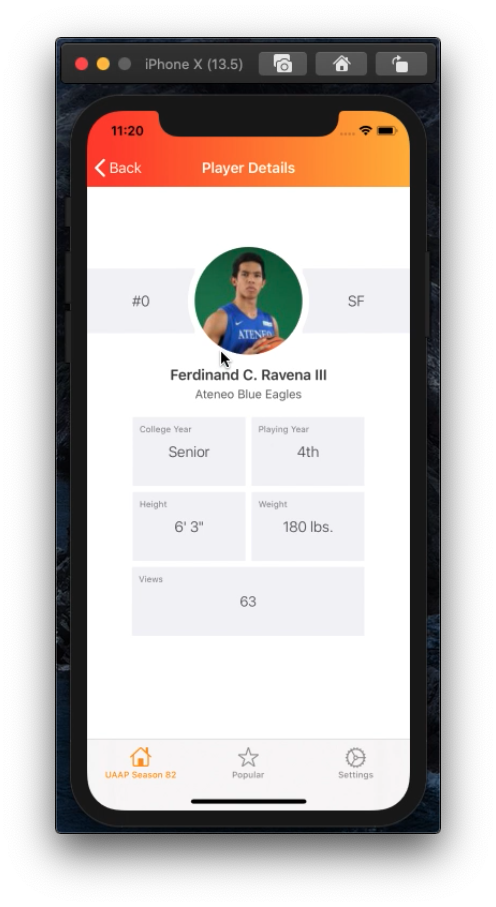 iPhone X (13.5)
11:20
Back
Player Details
#0
SF
ATENEO
Ferdinand C. Ravena III
Ateneo Blue Eagles
College Year
Playing Year
Senior
4th
Height
Weight
6' 3"
180 lbs.
Views
63
UAAP Season 82
Popular
Settings